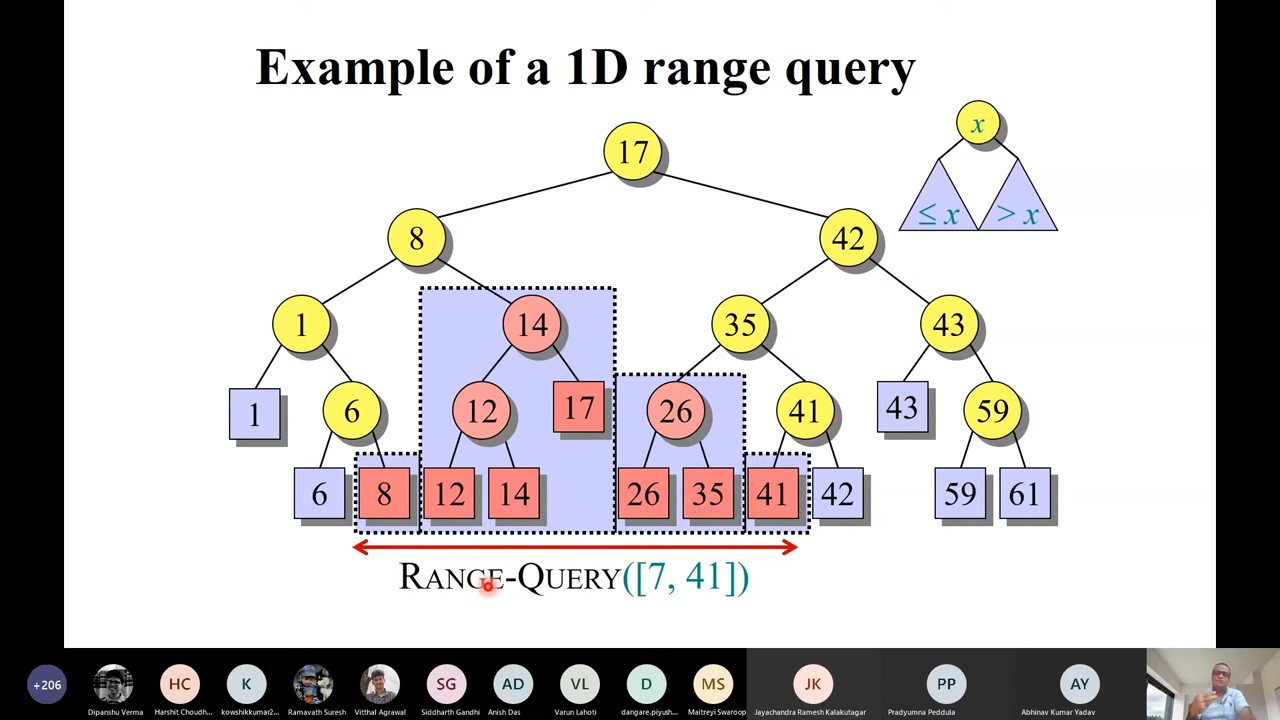 Example of a 1D range query
x
≤ x > x
17
8 42
1 14 35 43
1 6 12 17 26 41 43 59
6 8 12 14 26 35 41 42 59 61
RANGE-QUERY([7, 41])
+206 HC K SG AD VL D MS JK PP AY
Dipanshu Verma Harshit Choudh... kowshikkumar2... Ramavath Suresh Vitthal Agrawal Siddharth Gandhi Anish Das Varun Lahoti dangare.piyush... Maitreyi Swaroop Jayachandra Ramesh Kalakutagar Pradyumna Peddula Abhinav Kumar Yadav